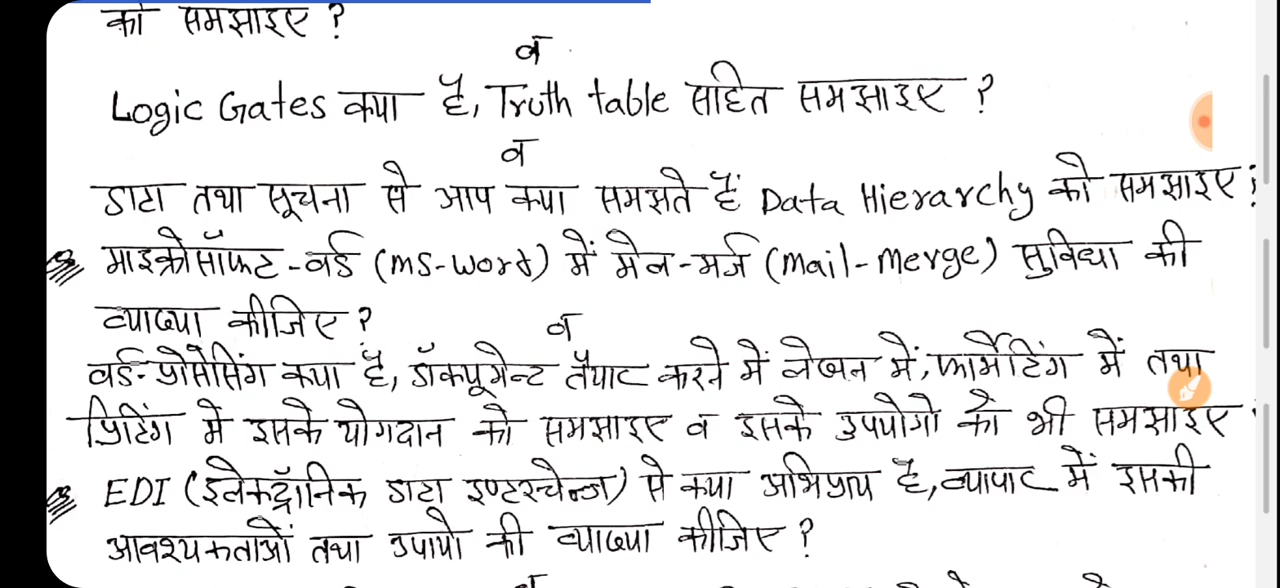 को समझाइए ?
व
Logic Gates क्या है, Truth table सहित समझाइए ?
व
डाटा तथा सूचना से आप क्या समझते हैं Data Hierarchy को समझाइए ?
माइक्रोसॉफ्ट-वर्ड (MS-Word) में मेल-मर्ज (Mail-Merge) सुविधा की
व्याख्या कीजिए ?
व
वर्ड-प्रोसेसिंग क्या है, डॉक्यूमेन्ट तैयार करने में लेखन में, फार्मेटिंग में तथा
प्रिटिंग में इसके योगदान को समझाइए व इसके उपयोगो को भी समझाइए
EDI (इलेक्ट्रॉनिक डाटा इण्टरचेन्ज) से क्या अभिप्राय है, व्यापार में इसकी
आवश्यकताओं तथा उपायो की व्याख्या कीजिए ?